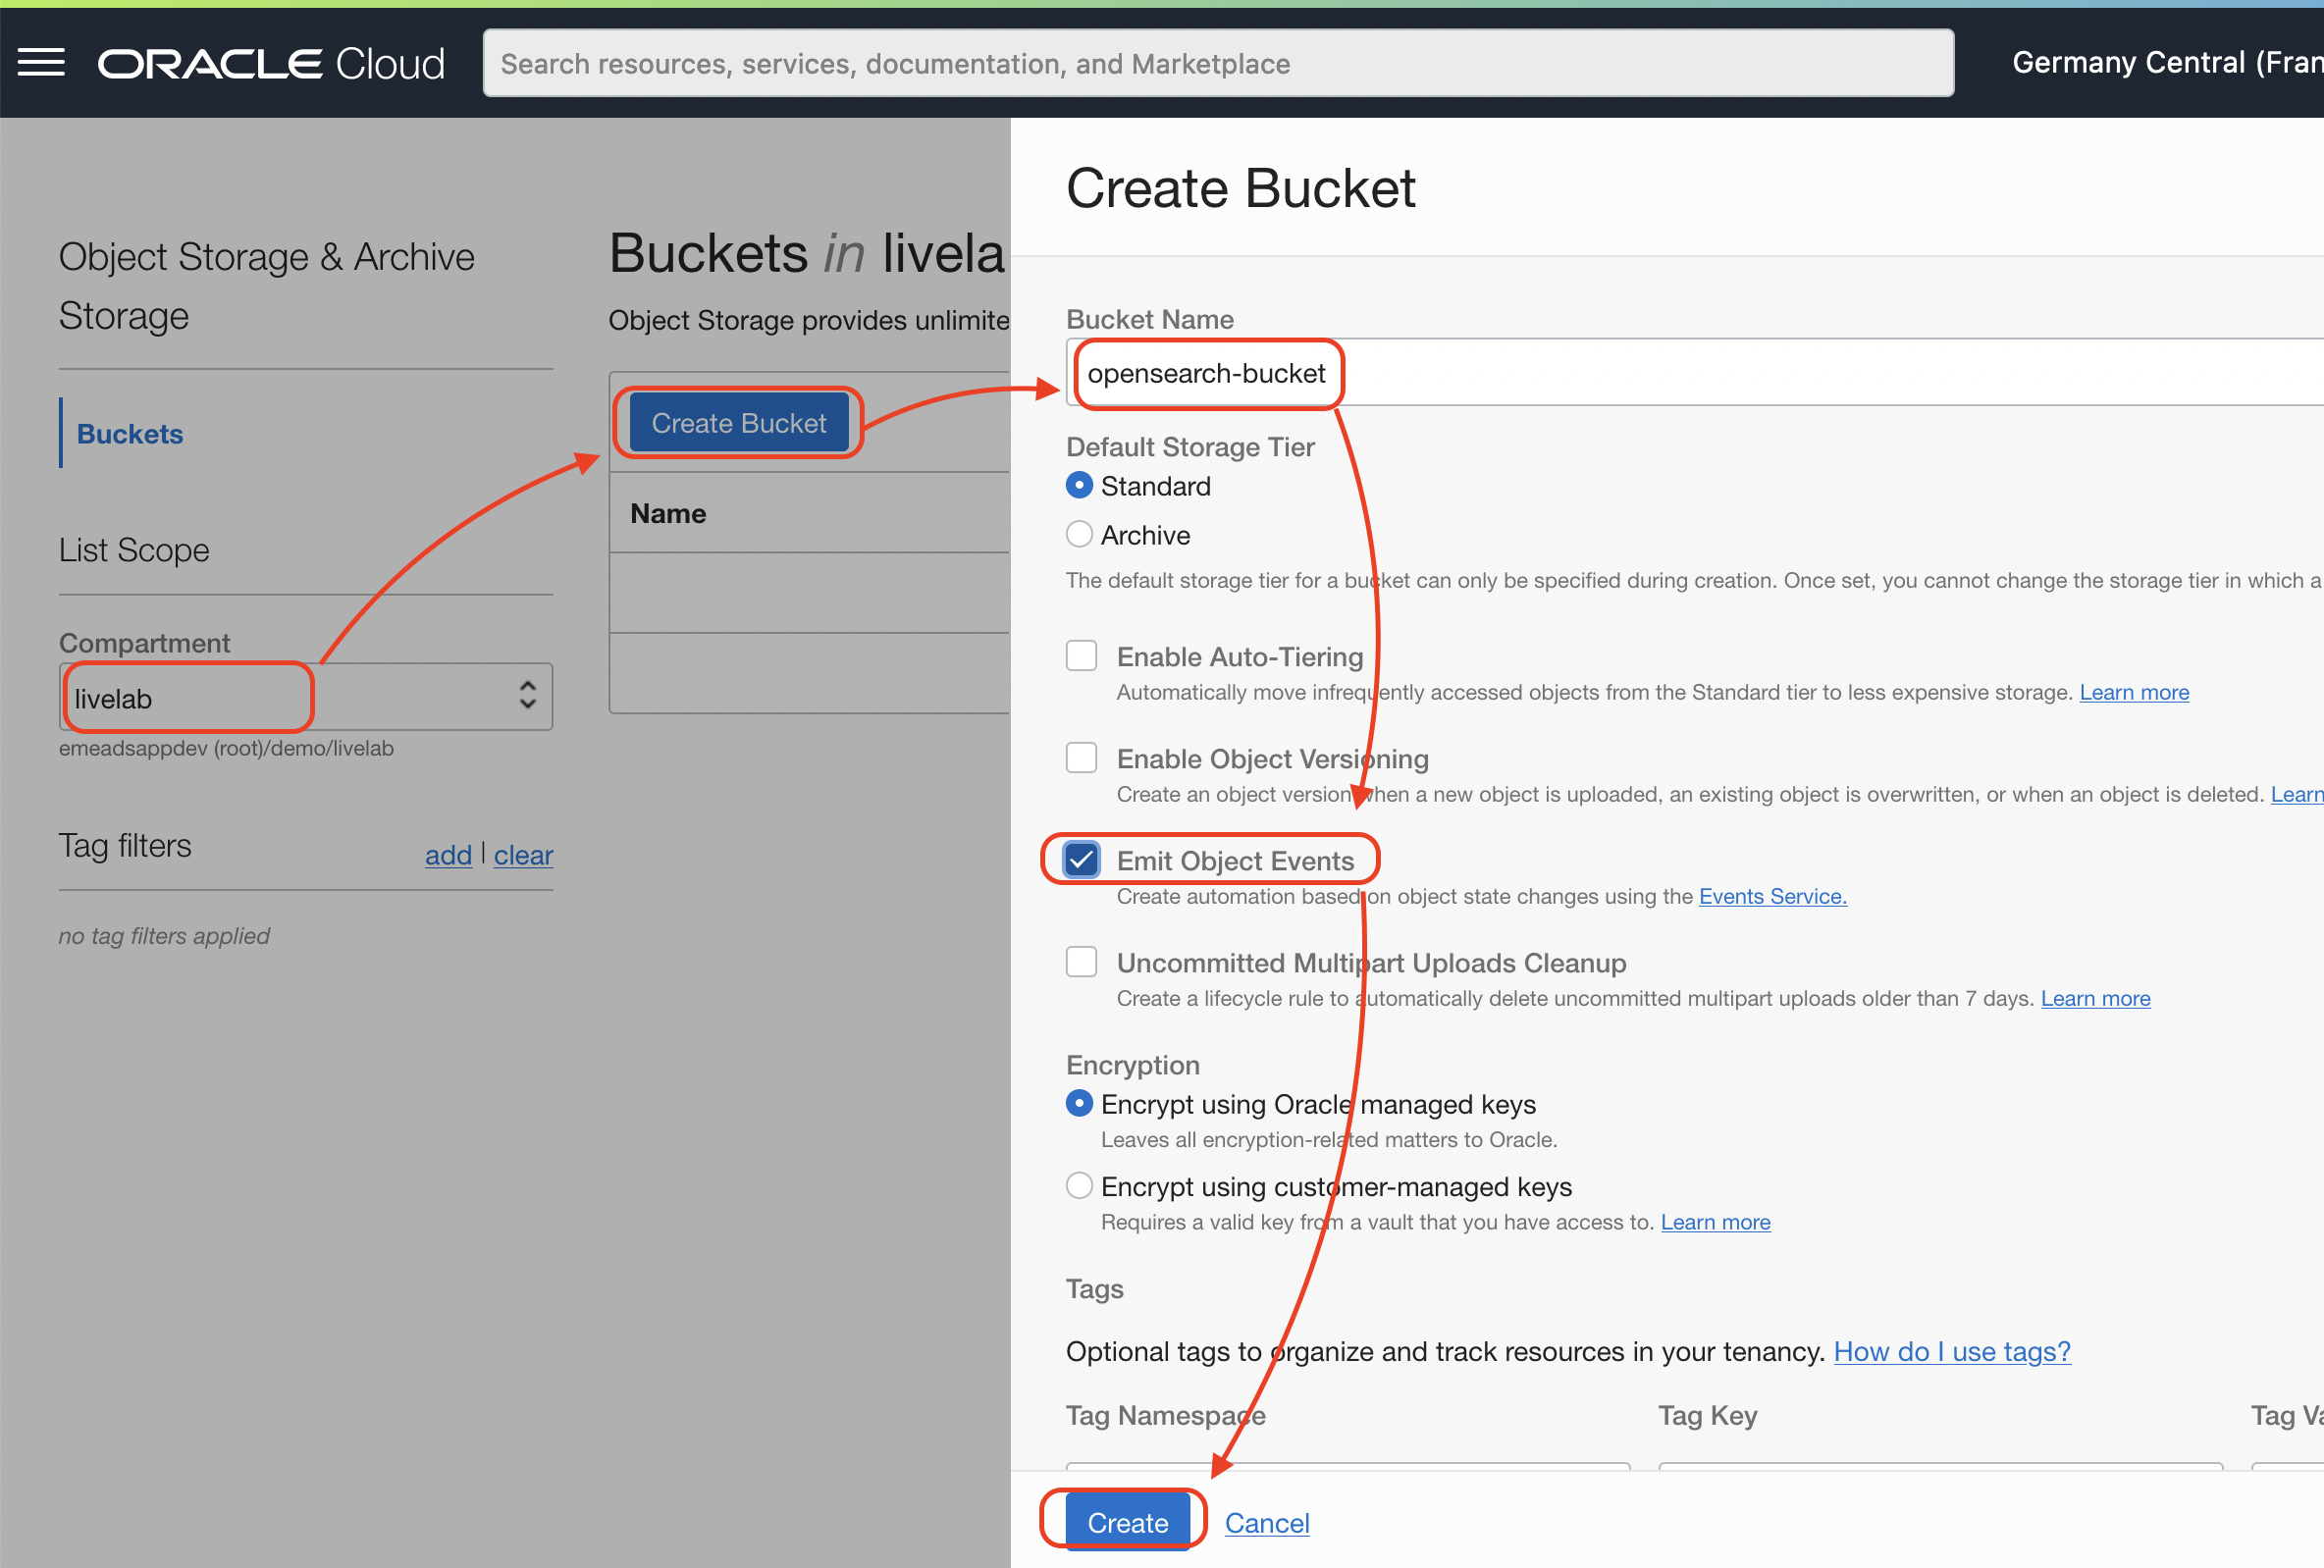 ORACLE Cloud
Search resources, services, documentation, and Marketplace
Germany Central (Fran
Object Storage & Archive
Storage
Buckets
List Scope
Compartment
livelab
emeadsappdev (root)/demo/livelab
Tag filters
add | clear
no tag filters applied
Buckets in livela
Object Storage provides unlimite
Create Bucket
Name
Create Bucket
Bucket Name
opensearch-bucket
Default Storage Tier
Standard
Archive
The default storage tier for a bucket can only be specified during creation. Once set, you cannot change the storage tier in which a
Enable Auto-Tiering
Automatically move infrequently accessed objects from the Standard tier to less expensive storage. Learn more
Enable Object Versioning
Create an object version when a new object is uploaded, an existing object is overwritten, or when an object is deleted. Learn
Emit Object Events
Create automation based on object state changes using the Events Service.
Uncommitted Multipart Uploads Cleanup
Create a lifecycle rule to automatically delete uncommitted multipart uploads older than 7 days. Learn more
Encryption
Encrypt using Oracle managed keys
Leaves all encryption-related matters to Oracle.
Encrypt using customer-managed keys
Requires a valid key from a vault that you have access to. Learn more
Tags
Optional tags to organize and track resources in your tenancy. How do I use tags?
Tag Namespace
Tag Key
Tag Va
Create
Cancel